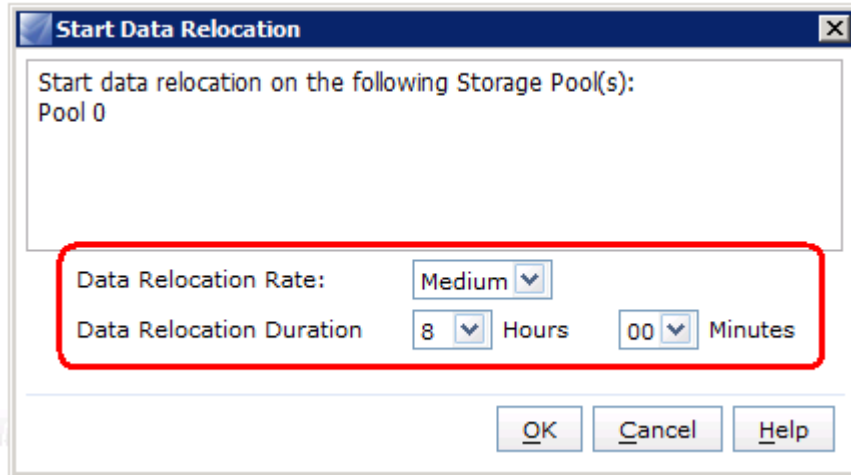 Start Data Relocation
Start data relocation on the following Storage Pool(s):
Pool 0
Data Relocation Rate: Medium
Data Relocation Duration 8 Hours 00 Minutes
OK Cancel Help